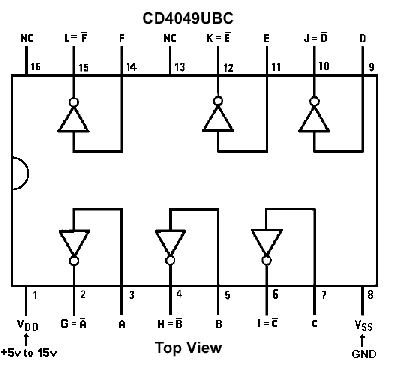 CD4049UBC
NC L = F̅ F NC K = E̅ E J = D̅ D
16 15 14 13 12 11 10 9
1 2 3 4 5 6 7 8
VDD G = A̅ A H = B̅ B I = C̅ C VSS
+5v to 15v GND
Top View